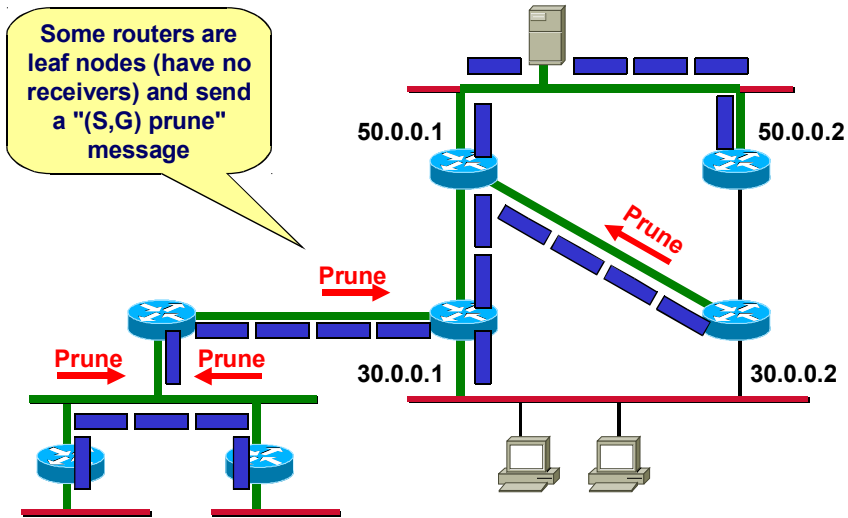 Some routers are
leaf nodes (have no
receivers) and send
a "(S,G) prune"
message
50.0.0.1
50.0.0.2
Prune
Prune
Prune
Prune
30.0.0.1
30.0.0.2